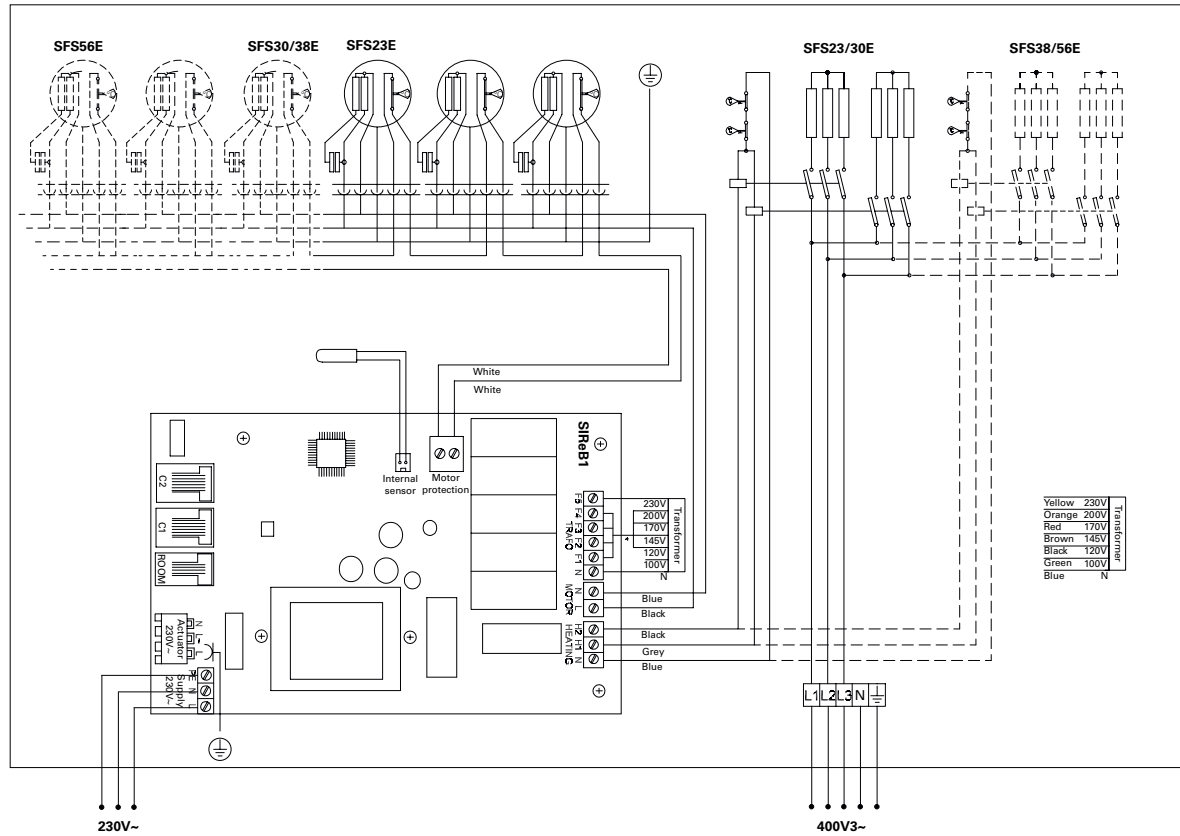 SFS56E
SFS30/38E
SFS23E
SFS23/30E
SFS38/56E
White
White
SIReB1
Internal
sensor
Motor
protection
C2
C1
ROOM
F5
F4
F3
F2
F1
N
TRAFO
230V
200V
170V
145V
120V
100V
N
Transformer
Yellow 230V
Orange 200V
Red 170V
Brown 145V
Black 120V
Green 100V
Blue N
Transformer
N
L
MOTOR
Blue
Black
H2
H1
N
HEATING
Black
Grey
Blue
Actuator
230V~
N
L
L
Supply
230V~
PE
N
L
L1 L2 L3 N
230V~
400V3~